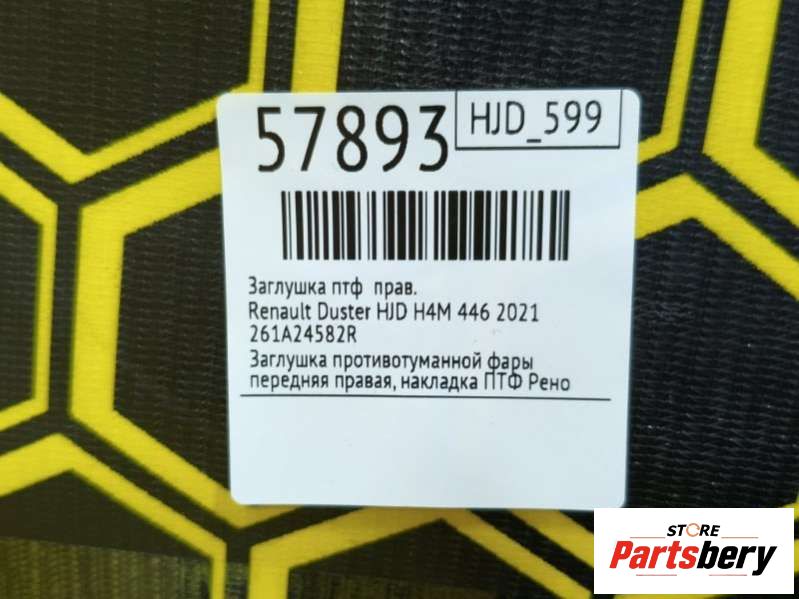 57893
HJD_599
Заглушка птф прав.
Renault Duster HJD H4M 446 2021
261A24582R
Заглушка противотуманной фары
передняя правая, накладка ПТФ Рено
STORE
Partsbery